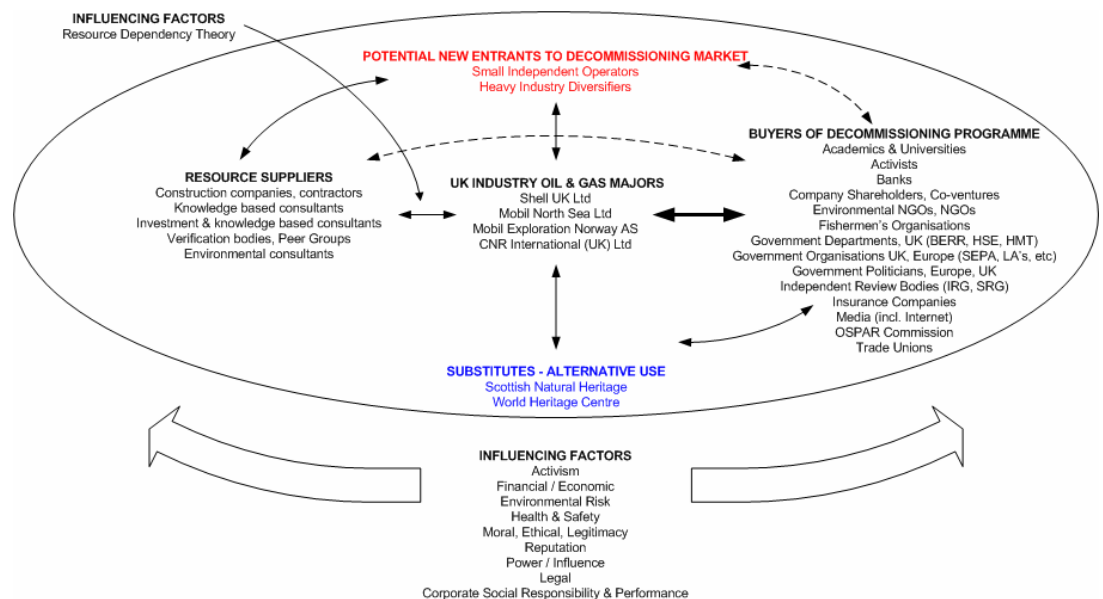 INFLUENCING FACTORS
Resource Dependency Theory
POTENTIAL NEW ENTRANTS TO DECOMMISSIONING MARKET
Small Independent Operators
Heavy Industry Diversifiers
RESOURCE SUPPLIERS
Construction companies, contractors
Knowledge based consultants
Investment & knowledge based consultants
Verification bodies, Peer Groups
Environmental consultants
UK INDUSTRY OIL & GAS MAJORS
Shell UK Ltd
Mobil North Sea Ltd
Mobil Exploration Norway AS
CNR International (UK) Ltd
BUYERS OF DECOMMISSIONING PROGRAMME
Academics & Universities
Activists
Banks
Company Shareholders, Co-ventures
Environmental NGOs, NGOs
Fishermen's Organisations
Government Departments, UK (BERR, HSE, HMT)
Government Organisations UK, Europe (SEPA, LA's, etc)
Government Politicians, Europe, UK
Independent Review Bodies (IRG, SRG)
Insurance Companies
Media (incl. Internet)
OSPAR Commission
Trade Unions
SUBSTITUTES - ALTERNATIVE USE
Scottish Natural Heritage
World Heritage Centre
INFLUENCING FACTORS
Activism
Financial / Economic
Environmental Risk
Health & Safety
Moral, Ethical, Legitimacy
Reputation
Power / Influence
Legal
Corporate Social Responsibility & Performance